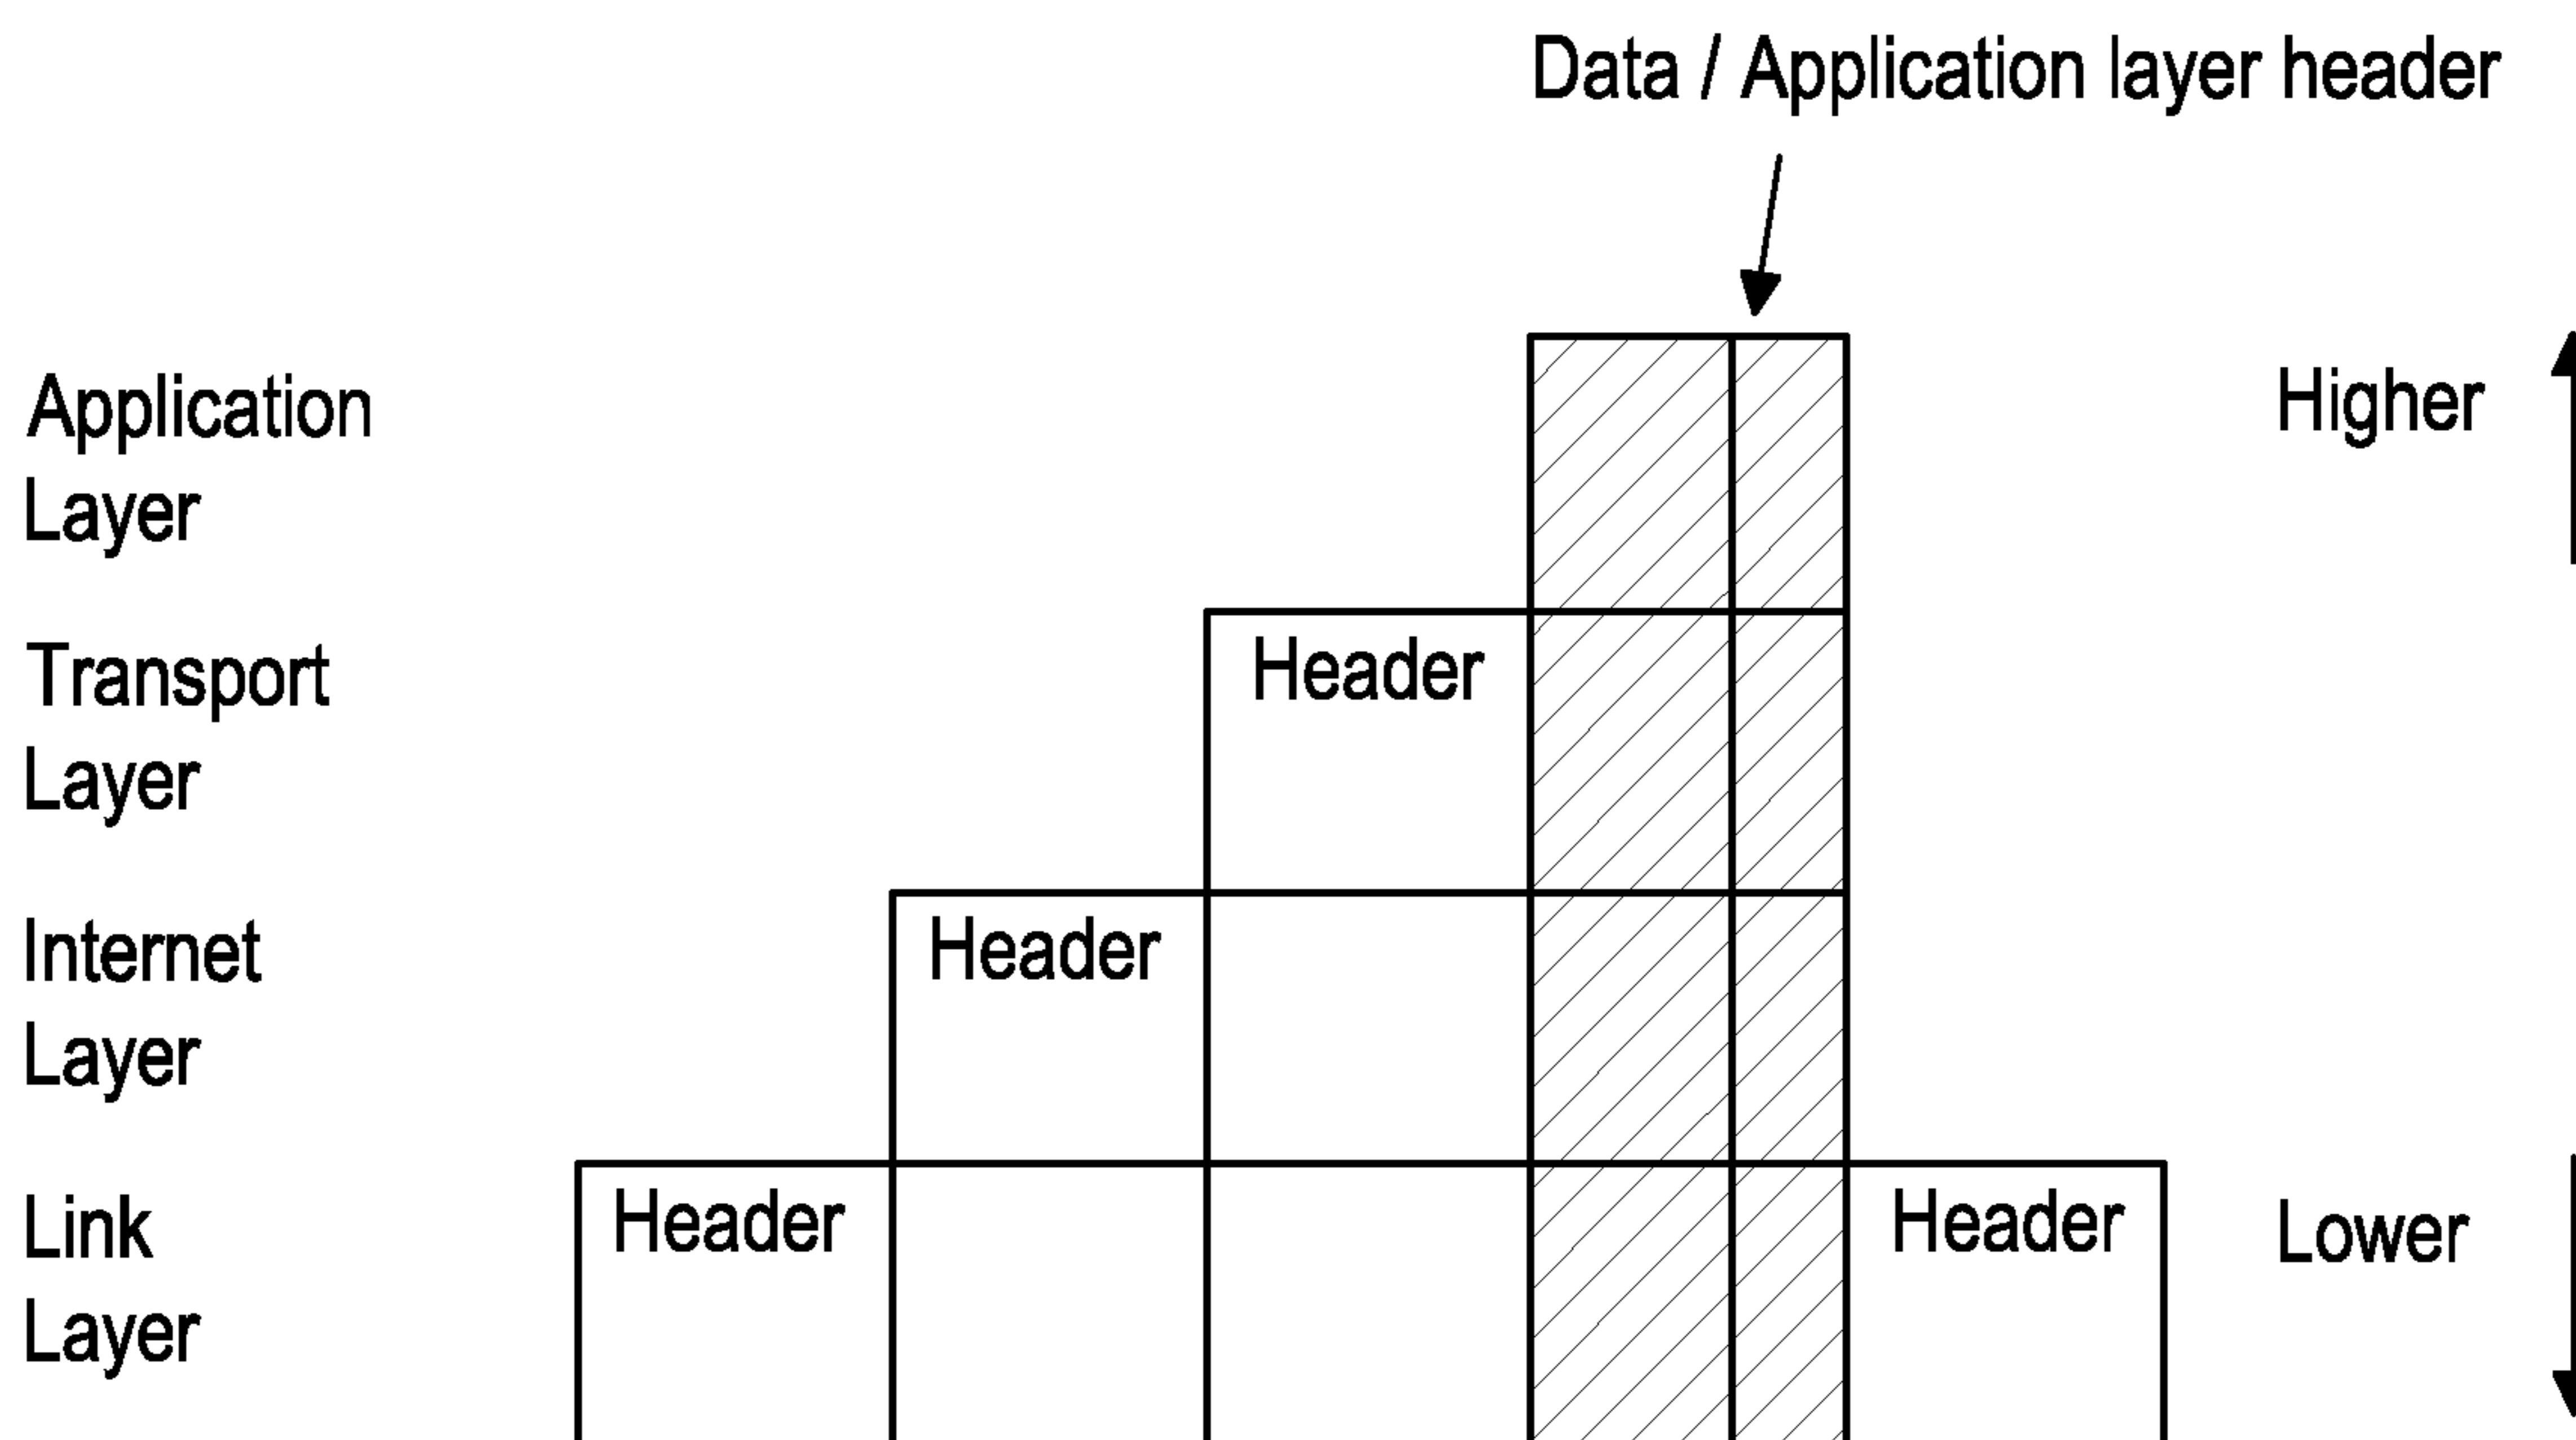 Data / Application layer header
Application
Layer
Higher
Transport
Layer
Header
Internet
Layer
Header
Link
Layer
Header
Header
Lower